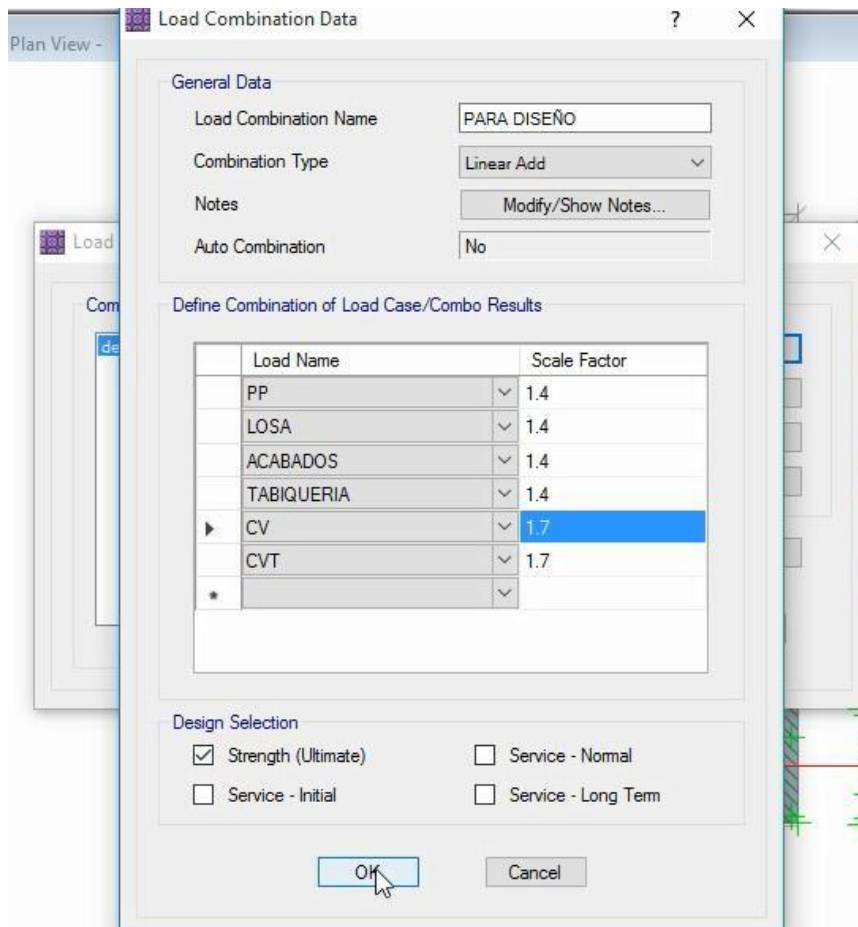 Load Combination Data
?
Plan View -
General Data
Load Combination Name PARA DISEÑO
Combination Type Linear Add
Notes Modify/Show Notes...
Auto Combination No
Load
Com
de
Define Combination of Load Case/Combo Results
Load Name Scale Factor
PP 1.4
LOSA 1.4
ACABADOS 1.4
TABIQUERIA 1.4
CV 1.7
CVT 1.7
*
Design Selection
Strength (Ultimate) Service - Normal
Service - Initial Service - Long Term
OK Cancel